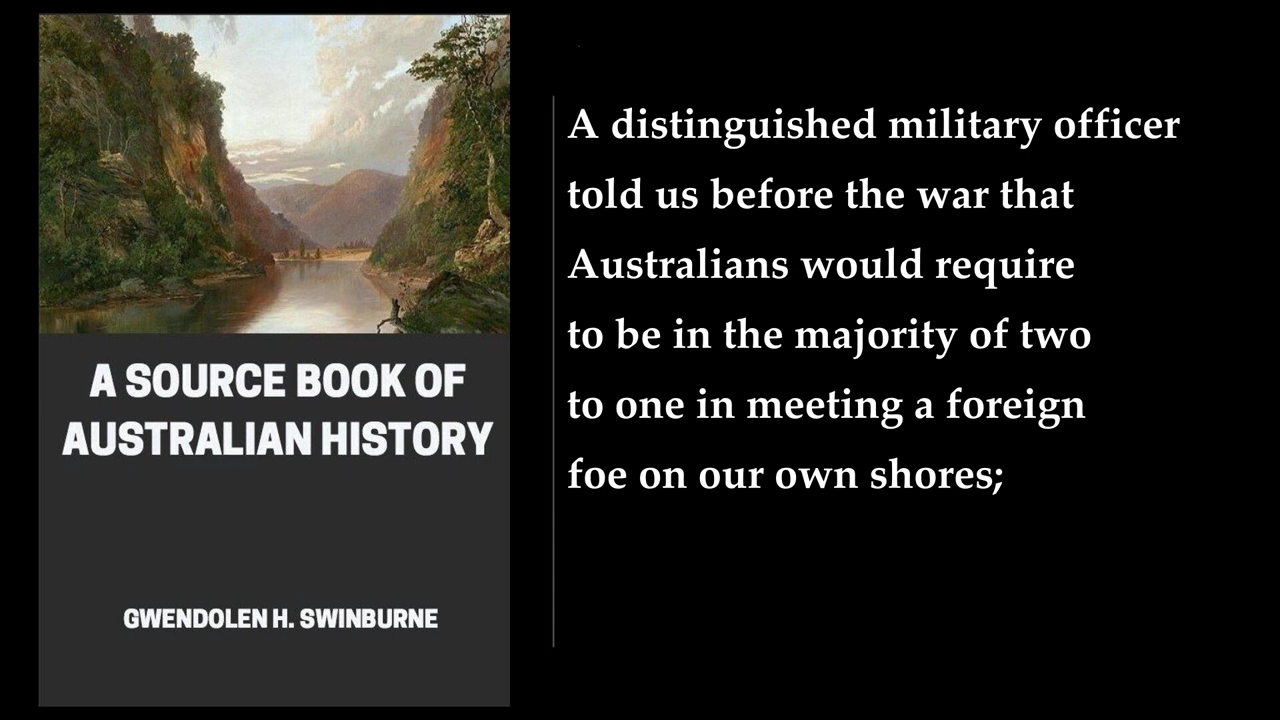 A SOURCE BOOK OF
AUSTRALIAN HISTORY
GWENDOLEN H. SWINBURNE
A distinguished military officer
told us before the war that
Australians would require
to be in the majority of two
to one in meeting a foreign
foe on our own shores;